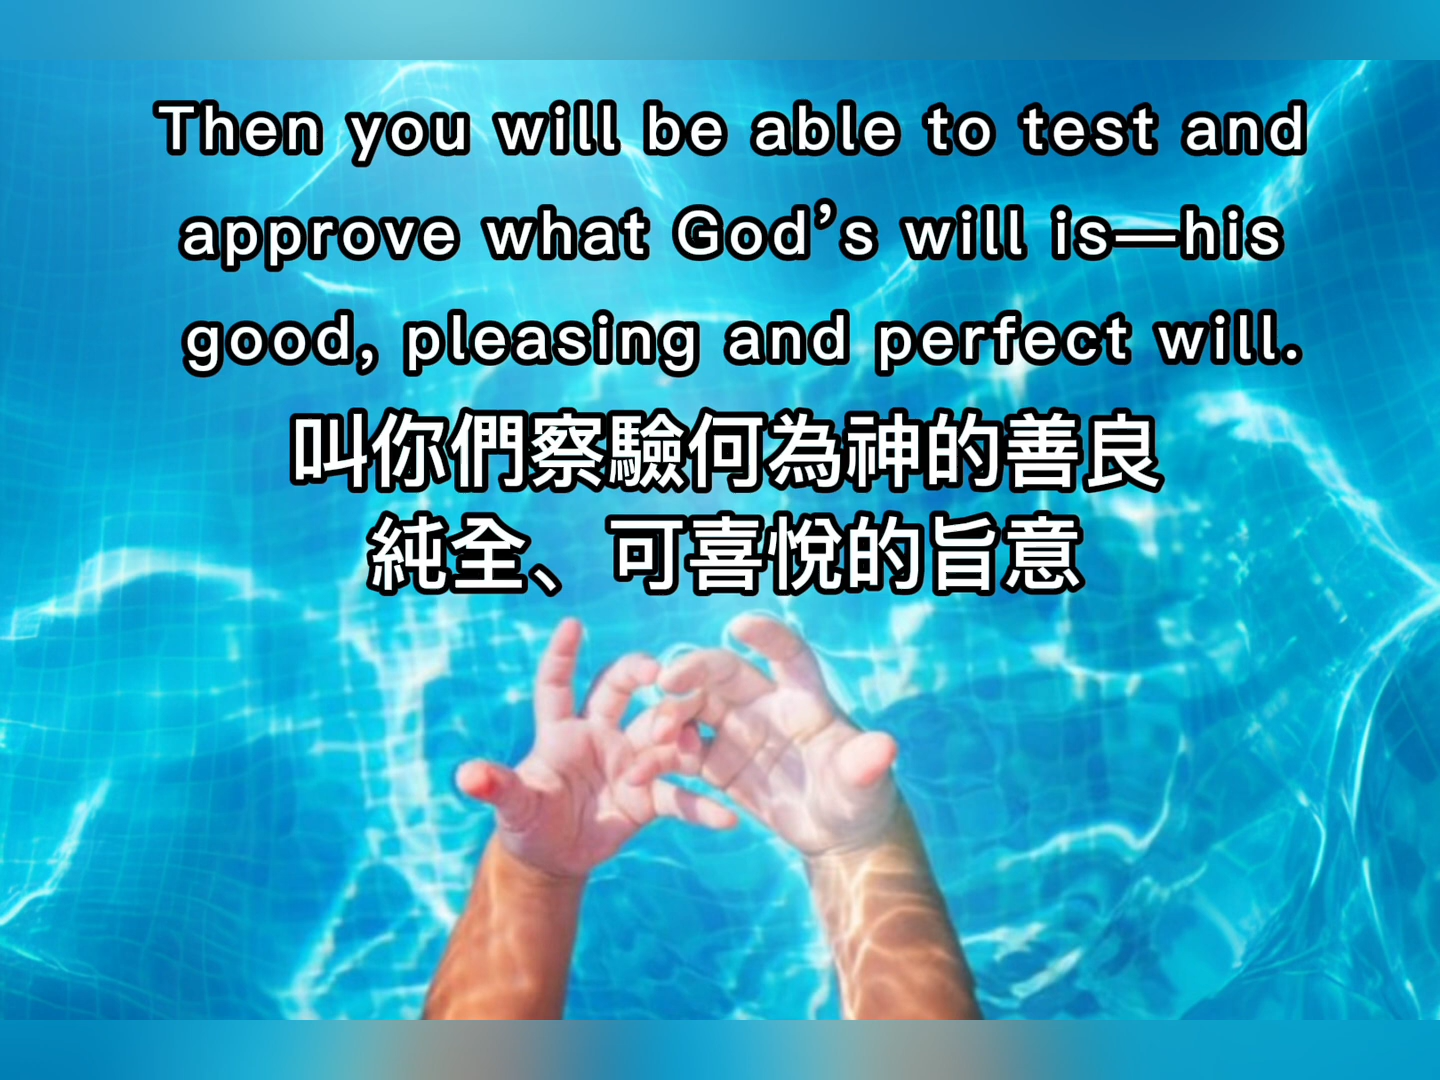 Then you will be able to test and
approve what God’s will is—his
good, pleasing and perfect will.
叫你們察驗何為神的善良
純全、可喜悅的旨意